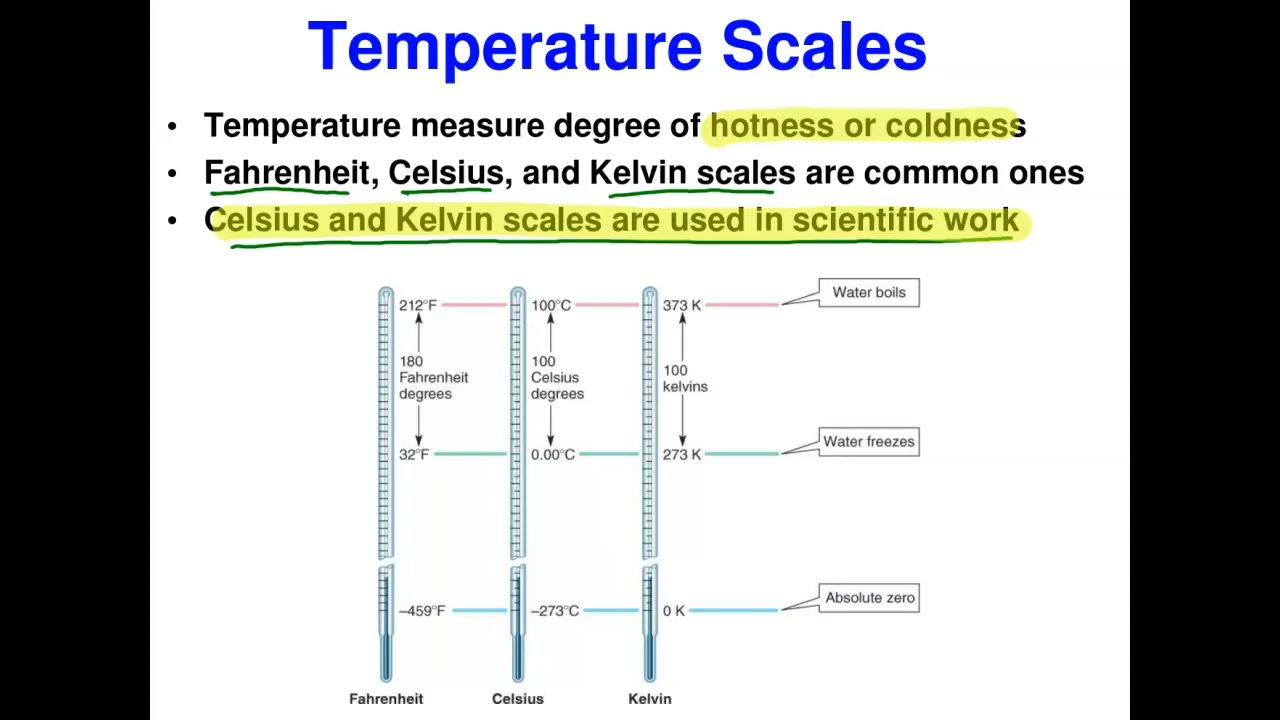 Temperature Scales
• Temperature measure degree of hotness or coldness
• Fahrenheit, Celsius, and Kelvin scales are common ones
• Celsius and Kelvin scales are used in scientific work
212°F
100°C
373 K
Water boils
180
Fahrenheit
degrees
100
Celsius
degrees
100
kelvins
32°F
0.00°C
273 K
Water freezes
–459°F
–273°C
0 K
Absolute zero
Fahrenheit
Celsius
Kelvin